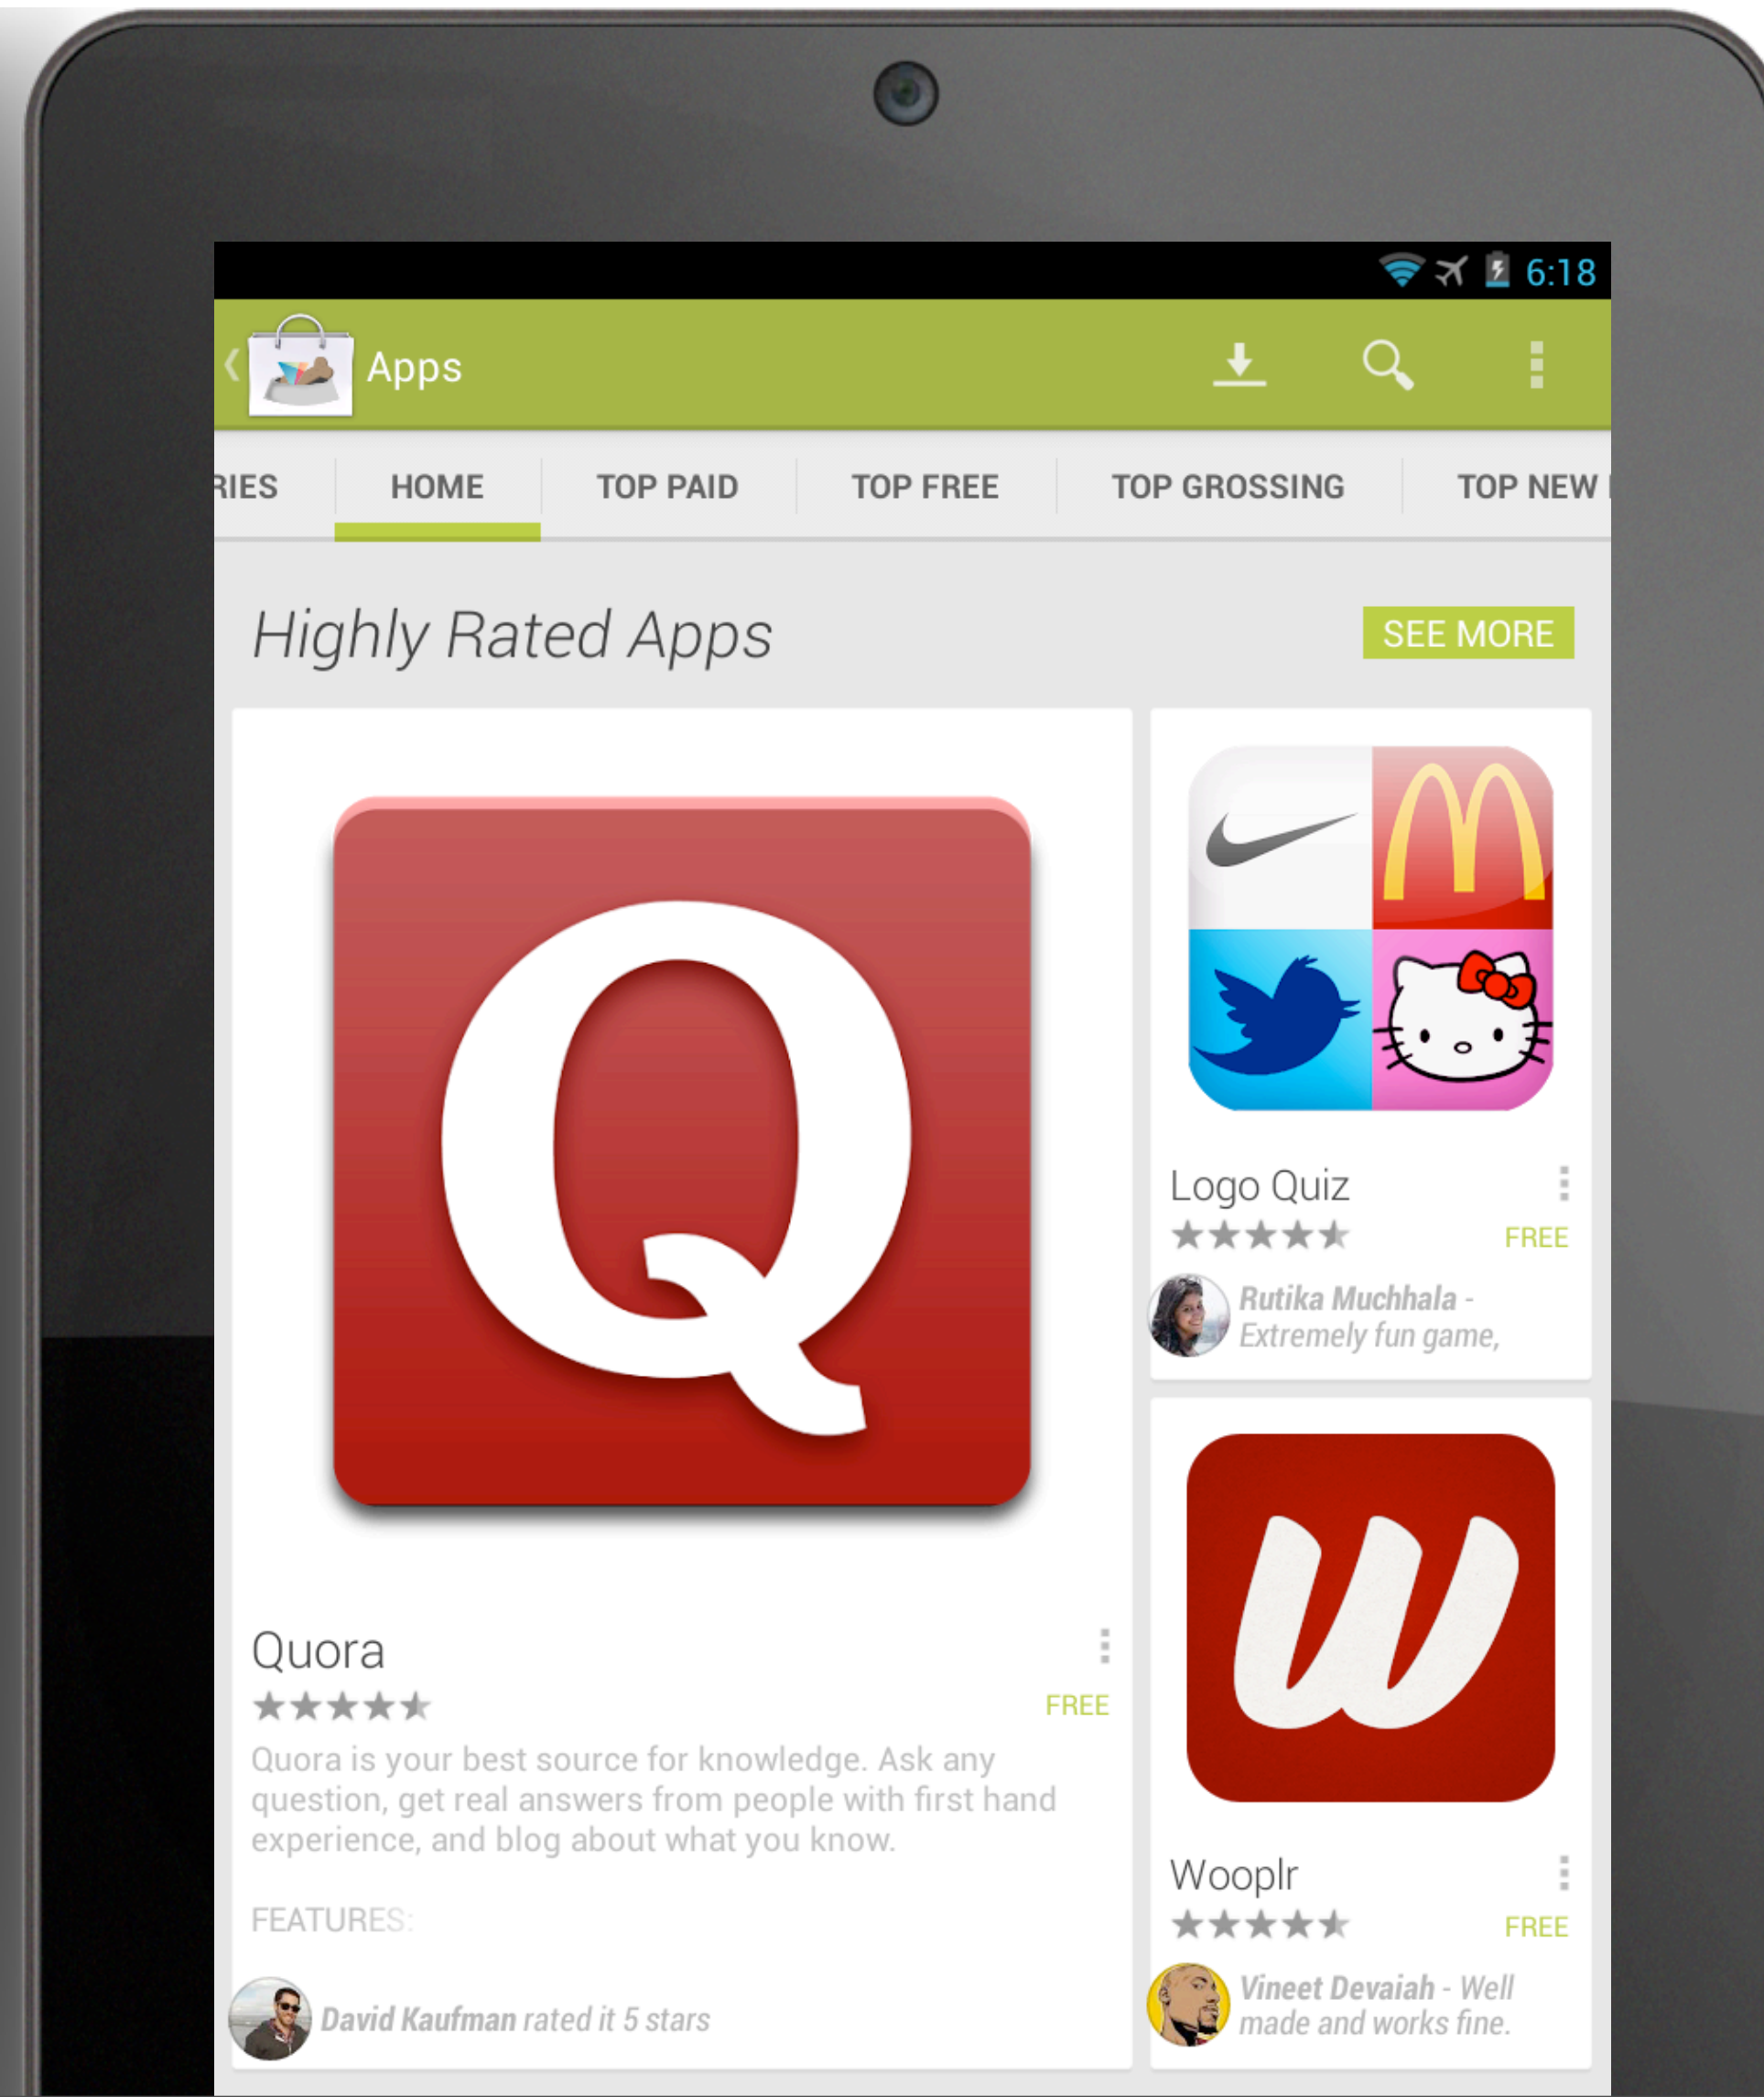 6:18
Apps
RIES
HOME
TOP PAID
TOP FREE
TOP GROSSING
TOP NEW
Highly Rated Apps
SEE MORE
Quora
FREE
Quora is your best source for knowledge. Ask any
question, get real answers from people with first hand
experience, and blog about what you know.
FEATURES:
David Kaufman rated it 5 stars
Logo Quiz
FREE
Rutika Muchhala -
Extremely fun game,
Wooplr
FREE
Vineet Devaiah - Well
made and works fine.